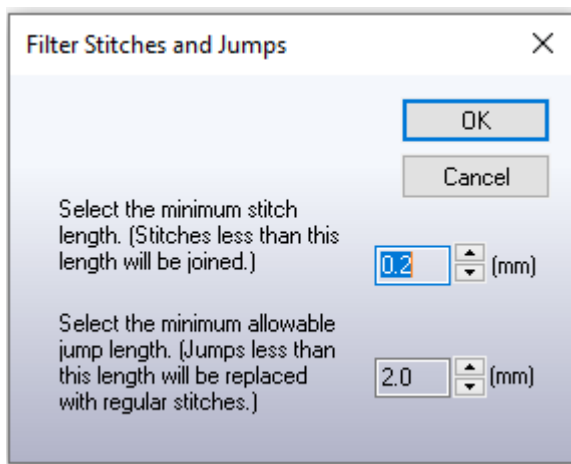 Filter Stitches and Jumps
OK
Cancel
Select the minimum stitch
length. (Stitches less than this
length will be joined.)
0.2 (mm)
Select the minimum allowable
jump length. (Jumps less than
this length will be replaced
with regular stitches.)
2.0 (mm)